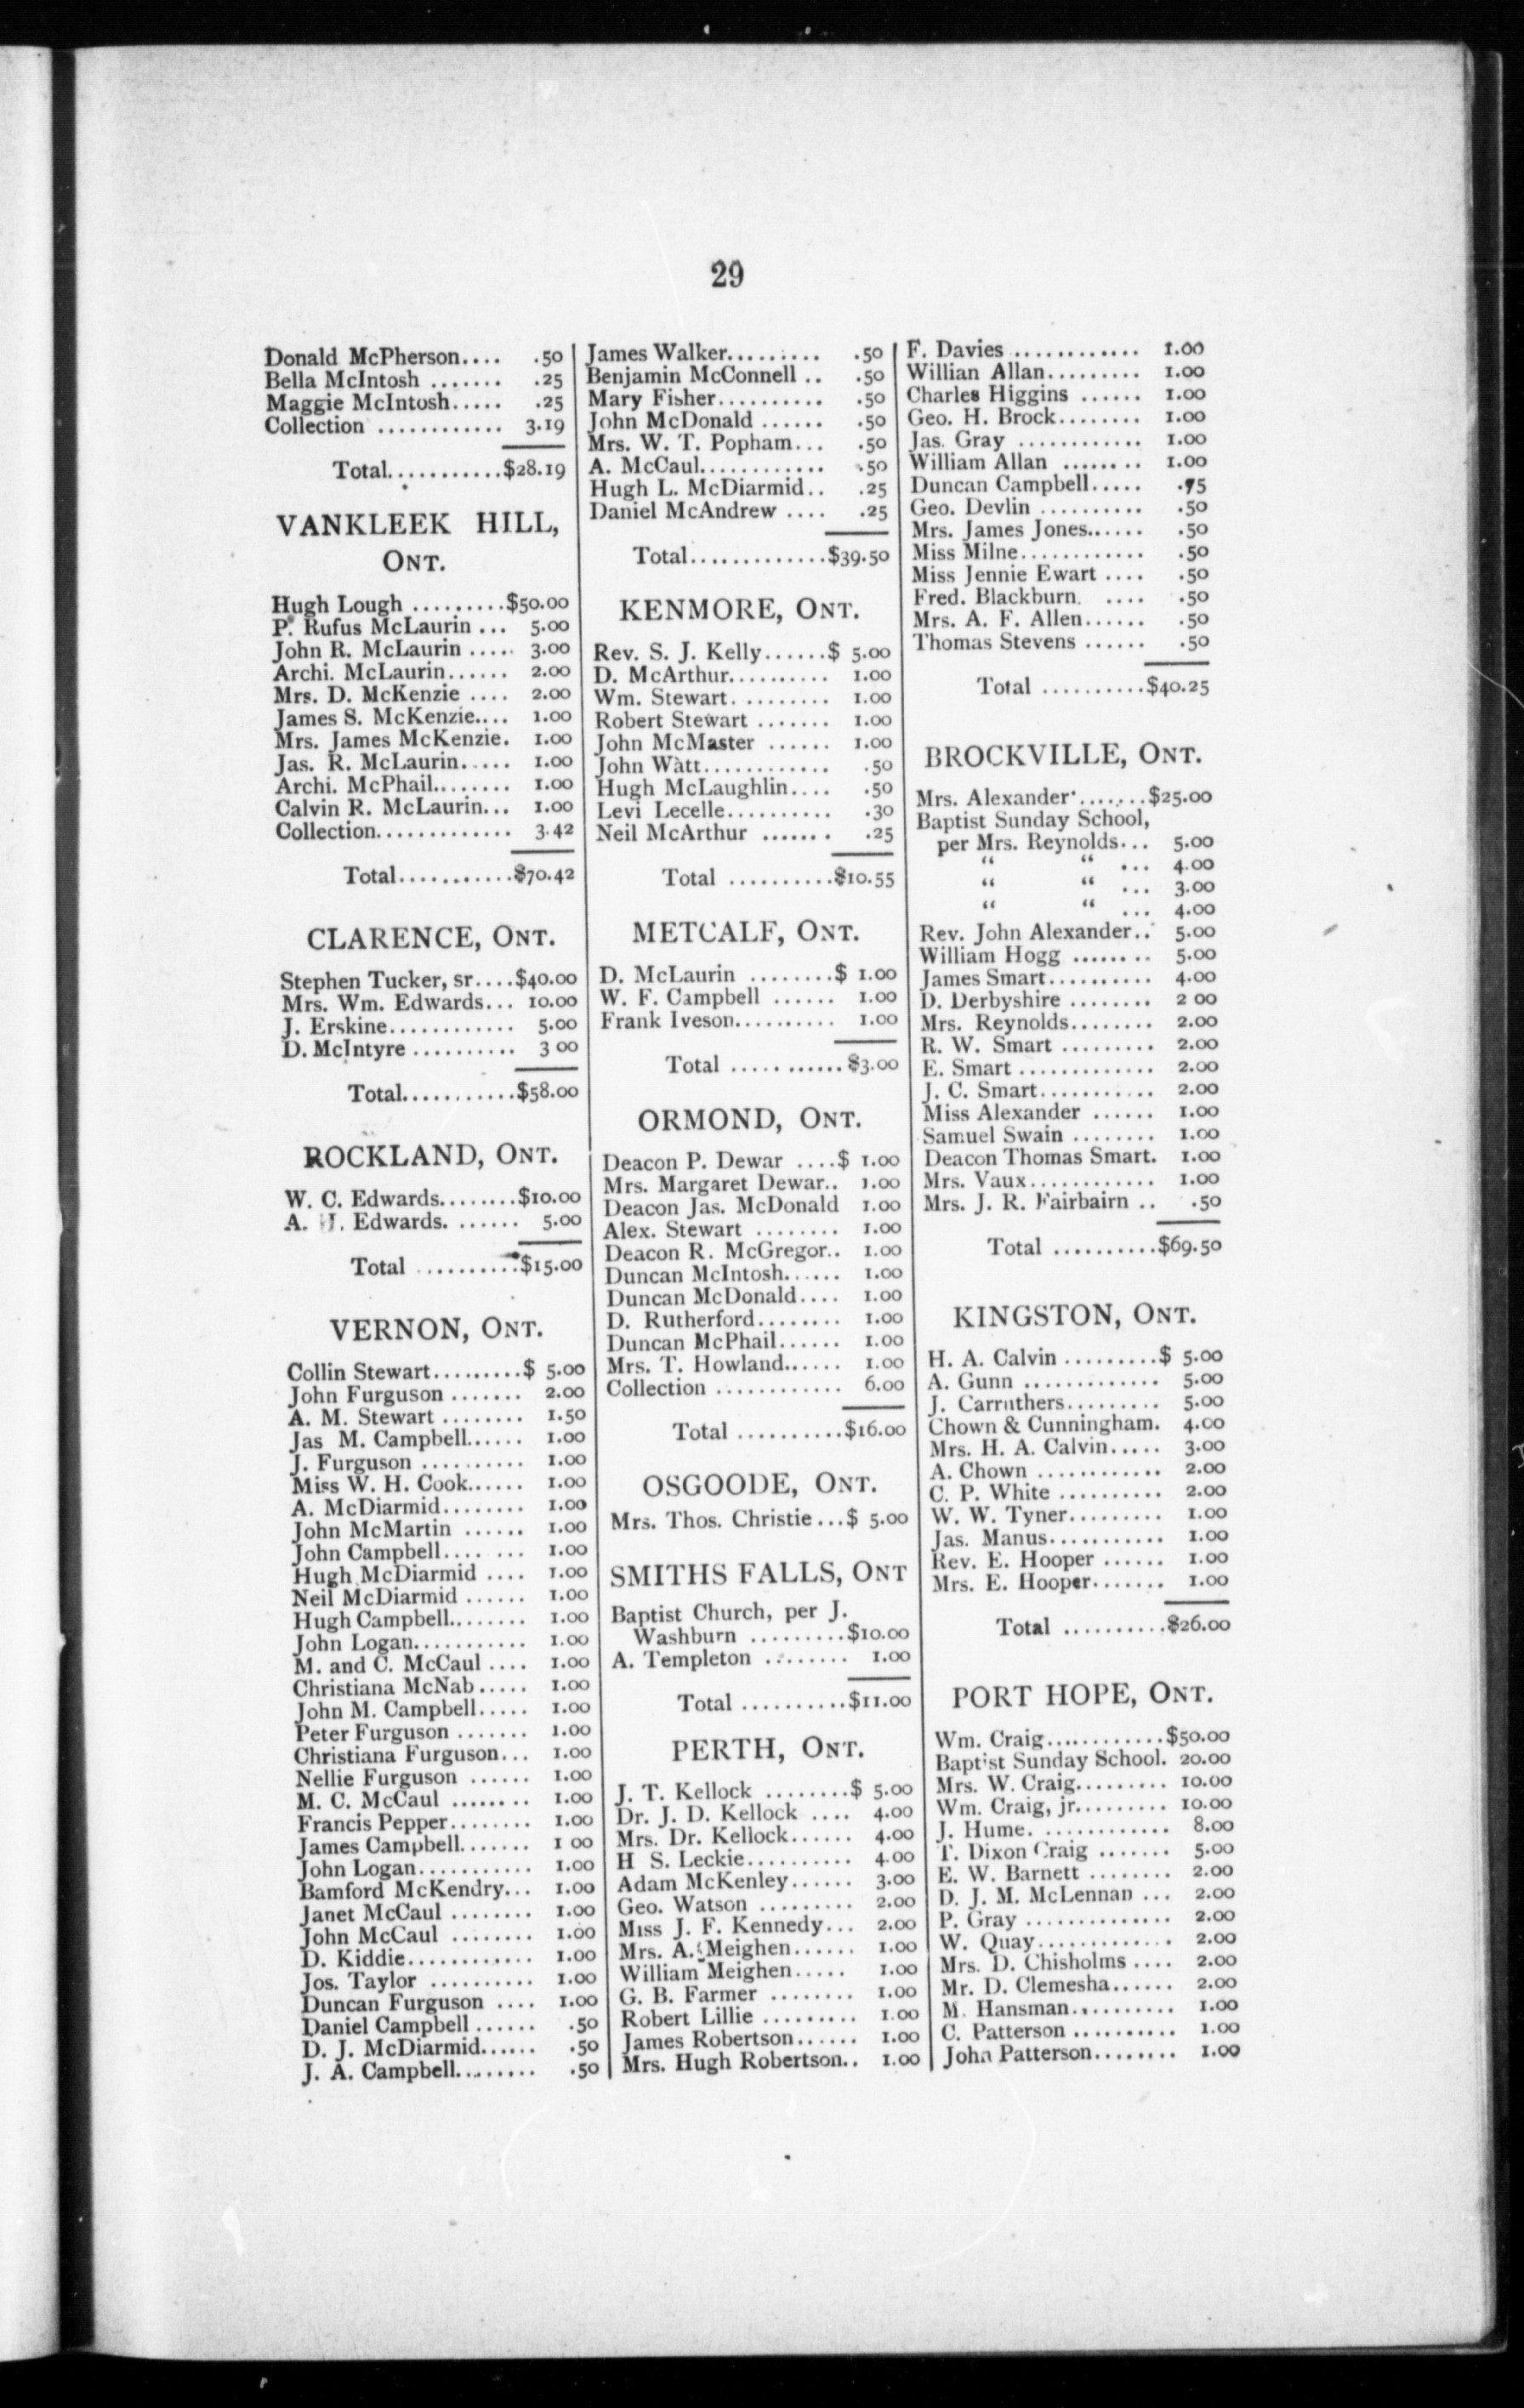 29
Donald McPherson.... .50
Bella McIntosh ....... .25
Maggie McIntosh..... .25
Collection ............ 3.19
Total...........$28.19
VANKLEEK HILL,
ONT.
Hugh Lough .........$50.00
P. Rufus McLaurin ... 5.00
John R. McLaurin ..... 3.00
Archi. McLaurin...... 2.00
Mrs. D. McKenzie .... 2.00
James S. McKenzie.... 1.00
Mrs. James McKenzie. 1.00
Jas. R. McLaurin..... 1.00
Archi. McPhail........ 1.00
Calvin R. McLaurin... 1.00
Collection............. 3.42
Total...........$70.42
CLARENCE, ONT.
Stephen Tucker, sr....$40.00
Mrs. Wm. Edwards... 10.00
J. Erskine............ 5.00
D. McIntyre .......... 3 00
Total...........$58.00
ROCKLAND, ONT.
W. C. Edwards........$10.00
A. Edwards. ...... 5.00
Total ..........$15.00
VERNON, ONT.
Collin Stewart.........$ 5.00
John Furguson ....... 2.00
A. M. Stewart ........ 1.50
Jas M. Campbell...... 1.00
J. Furguson .......... 1.00
Miss W. H. Cook...... 1.00
A. McDiarmid........ 1.00
John McMartin ...... 1.00
John Campbell.... ... 1.00
Hugh McDiarmid .... 1.00
Neil McDiarmid ...... 1.00
Hugh Campbell........ 1.00
John Logan........... 1.00
M. and C. McCaul .... 1.00
Christiana McNab..... 1.00
John M. Campbell..... 1.00
Peter Furguson ....... 1.00
Christiana Furguson... 1.00
Nellie Furguson ...... 1.00
M. C. McCaul ........ 1.00
Francis Pepper........ 1.00
James Campbell....... 1 00
John Logan........... 1.00
Bamford McKendry... 1.00
Janet McCaul ........ 1.00
John McCaul ........ 1.00
D. Kiddie............ 1.00
Jos. Taylor .......... 1.00
Duncan Furguson .... 1.00
Daniel Campbell ...... .50
D. J. McDiarmid...... .50
J. A. Campbell......... .50
James Walker......... .50
Benjamin McConnell .. .50
Mary Fisher.......... .50
John McDonald ...... .50
Mrs. W. T. Popham... .50
A. McCaul............ .50
Hugh L. McDiarmid.. .25
Daniel McAndrew .... .25
Total.............$39.50
KENMORE, ONT.
Rev. S. J. Kelly......$ 5.00
D. McArthur.......... 1.00
Wm. Stewart. ........ 1.00
Robert Stewart ....... 1.00
John McMaster ...... 1.00
John Watt............ .50
Hugh McLaughlin.... .50
Levi Lecelle.......... .30
Neil McArthur ....... .25
Total ..........$10.55
METCALF, ONT.
D. McLaurin ........$ 1.00
W. F. Campbell ...... 1.00
Frank Iveson.......... 1.00
Total ...........$3.00
ORMOND, ONT.
Deacon P. Dewar ....$ 1.00
Mrs. Margaret Dewar.. 1.00
Deacon Jas. McDonald 1.00
Alex. Stewart ........ 1.00
Deacon R. McGregor.. 1.00
Duncan McIntosh...... 1.00
Duncan McDonald.... 1.00
D. Rutherford........ 1.00
Duncan McPhail...... 1.00
Mrs. T. Howland...... 1.00
Collection ............ 6.00
Total ..........$16.00
OSGOODE, ONT.
Mrs. Thos. Christie...$ 5.00
SMITHS FALLS, ONT
Baptist Church, per J.
Washburn .........$10.00
A. Templeton ........ 1.00
Total ..........$11.00
PERTH, ONT.
J. T. Kellock ........$ 5.00
Dr. J. D. Kellock .... 4.00
Mrs. Dr. Kellock...... 4.00
H S. Leckie.......... 4.00
Adam McKenley...... 3.00
Geo. Watson ......... 2.00
Miss J. F. Kennedy... 2.00
Mrs. A. Meighen...... 1.00
William Meighen..... 1.00
G. B. Farmer ........ 1.00
Robert Lillie ......... 1.00
James Robertson...... 1.00
Mrs. Hugh Robertson.. 1.00
F. Davies ............ 1.00
Willian Allan......... 1.00
Charles Higgins ...... 1.00
Geo. H. Brock........ 1.00
Jas. Gray ............ 1.00
William Allan ........ 1.00
Duncan Campbell..... .75
Geo. Devlin .......... .50
Mrs. James Jones...... .50
Miss Milne............ .50
Miss Jennie Ewart .... .50
Fred. Blackburn. .... .50
Mrs. A. F. Allen...... .50
Thomas Stevens ...... .50
Total ..........$40.25
BROCKVILLE, ONT.
Mrs. Alexander.......$25.00
Baptist Sunday School,
per Mrs. Reynolds... 5.00
“ “ ... 4.00
“ “ ... 3.00
“ “ ... 4.00
Rev. John Alexander.. 5.00
William Hogg ........ 5.00
James Smart.......... 4.00
D. Derbyshire ........ 2 00
Mrs. Reynolds........ 2.00
R. W. Smart ......... 2.00
E. Smart ............. 2.00
J. C. Smart........... 2.00
Miss Alexander ...... 1.00
Samuel Swain ........ 1.00
Deacon Thomas Smart. 1.00
Mrs. Vaux............ 1.00
Mrs. J. R. Fairbairn .. .50
Total ..........$69.50
KINGSTON, ONT.
H. A. Calvin .........$ 5.00
A. Gunn ............. 5.00
J. Carruthers......... 5.00
Chown & Cunningham. 4.00
Mrs. H. A. Calvin..... 3.00
A. Chown ............ 2.00
C. P. White .......... 2.00
W. W. Tyner......... 1.00
Jas. Manus........... 1.00
Rev. E. Hooper ...... 1.00
Mrs. E. Hooper....... 1.00
Total ..........$26.00
PORT HOPE, ONT.
Wm. Craig............$50.00
Baptist Sunday School. 20.00
Mrs. W. Craig......... 10.00
Wm. Craig, jr......... 10.00
J. Hume. ............ 8.00
T. Dixon Craig ....... 5.00
E. W. Barnett ........ 2.00
D. J. M. McLennan ... 2.00
P. Gray .............. 2.00
W. Quay............. 2.00
Mrs. D. Chisholms .... 2.00
Mr. D. Clemesha...... 2.00
M. Hansman.......... 1.00
C. Patterson .......... 1.00
John Patterson........ 1.00